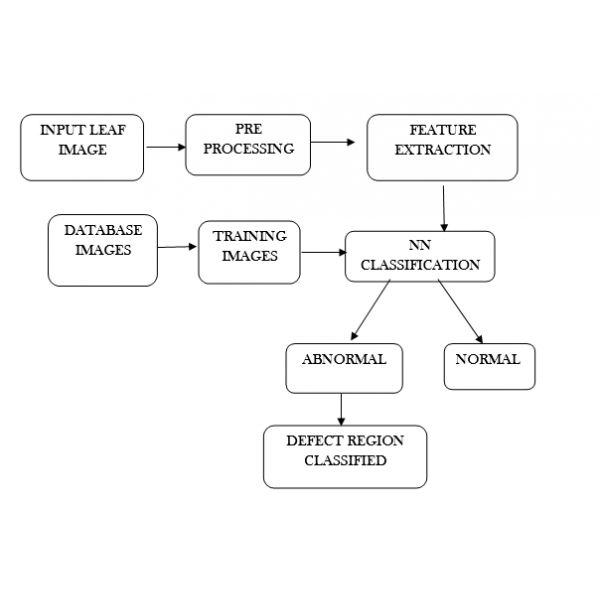 INPUT LEAF
IMAGE
PRE
PROCESSING
FEATURE
EXTRACTION
DATABASE
IMAGES
TRAINING
IMAGES
NN
CLASSIFICATION
ABNORMAL
NORMAL
DEFECT REGION
CLASSIFIED